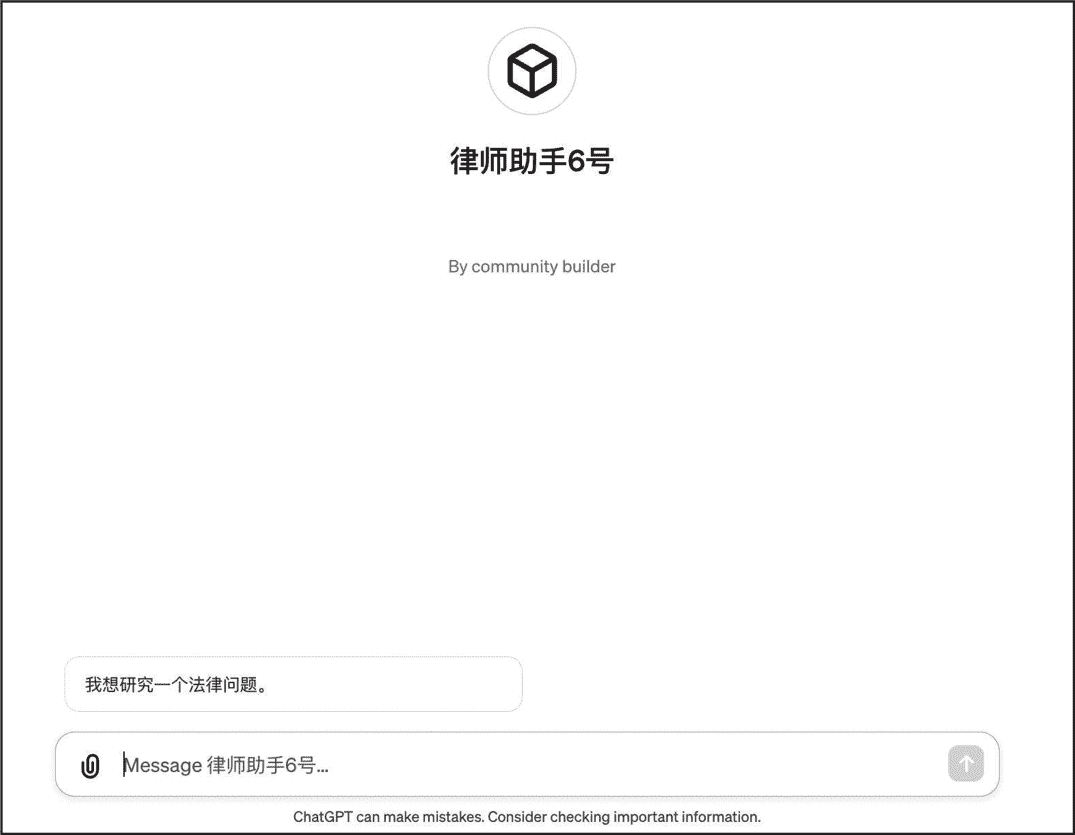 律师助手6号
By community builder
我想研究一个法律问题。
Message 律师助手6号…
ChatGPT can make mistakes. Consider checking important information.